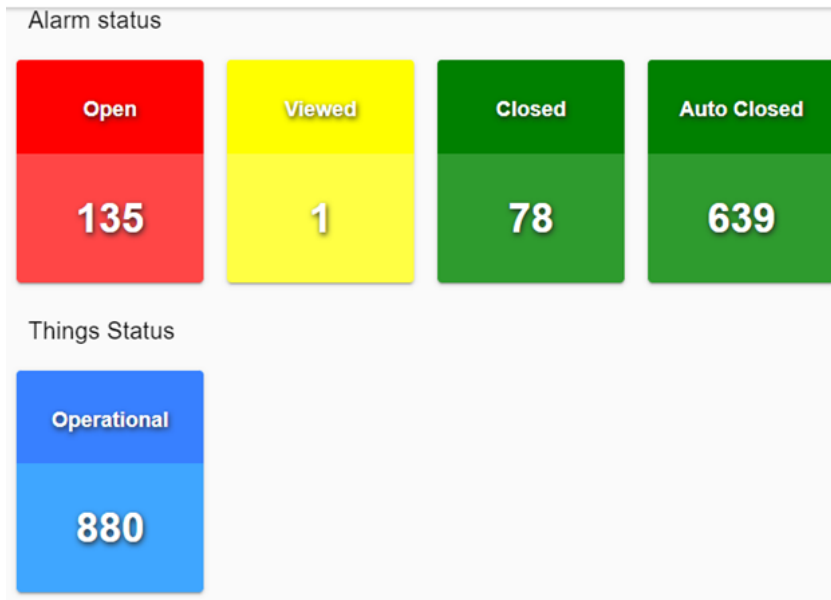 Alarm status
Open Viewed Closed Auto Closed
135 1 78 639
Things Status
Operational
880